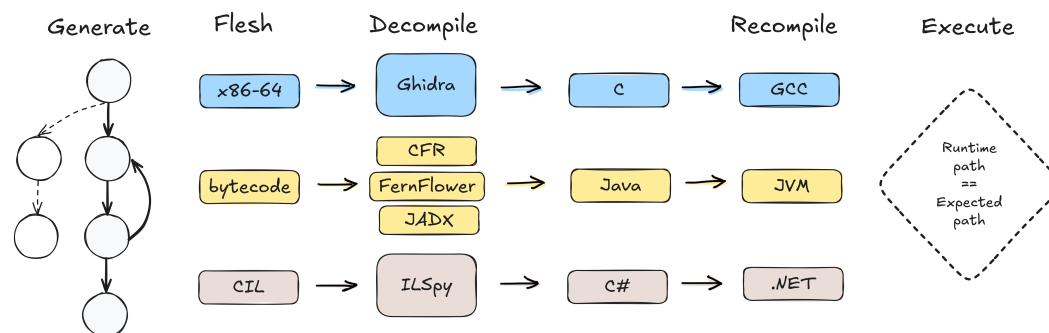 Generate
Flesh
Decompile
Recompile
Execute
x86-64
Ghidra
C
GCC
CFR
bytecode
FernFlower
Java
JVM
JADX
CIL
ILSpy
C#
.NET
Runtime
path
==
Expected
path